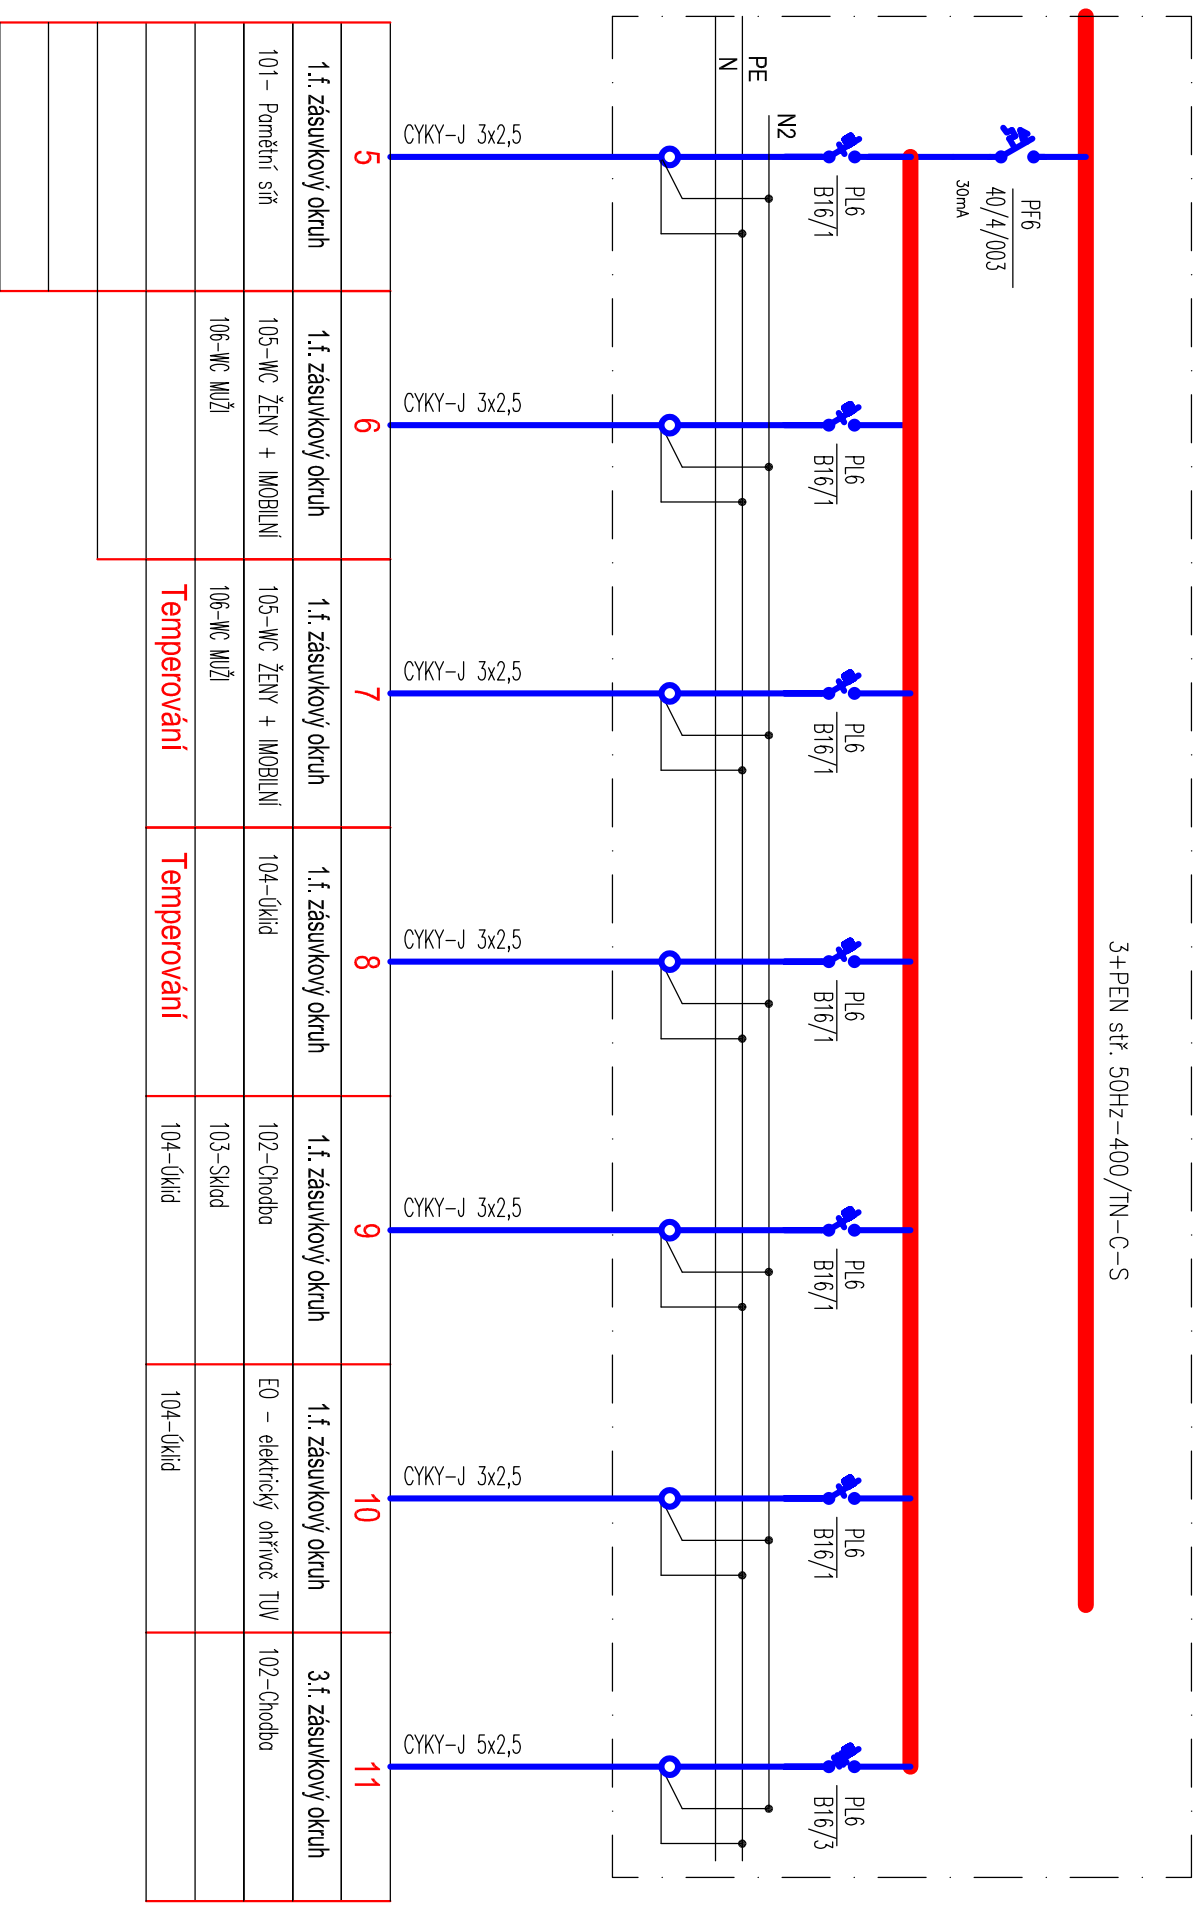 3+PEN stř. 50Hz-400/TN-C-S
PF6
40/4/003
30mA
PL6
B16/1
PL6
B16/1
PL6
B16/1
PL6
B16/1
PL6
B16/1
PL6
B16/1
PL6
B16/3
N2
PE
N
CYKY-J 3x2,5
CYKY-J 3x2,5
CYKY-J 3x2,5
CYKY-J 3x2,5
CYKY-J 3x2,5
CYKY-J 3x2,5
CYKY-J 5x2,5
5
6
7
8
9
10
11
1.f. zásuvkový okruh
1.f. zásuvkový okruh
1.f. zásuvkový okruh
1.f. zásuvkový okruh
1.f. zásuvkový okruh
1.f. zásuvkový okruh
3.f. zásuvkový okruh
101- Pamětní síň
105-WC ŽENY + IMOBILNÍ
105-WC ŽENY + IMOBILNÍ
104-Úklid
102-Chodba
EO - elektrický ohřívač TUV
102-Chodba
106-WC MUŽI
106-WC MUŽI
103-Sklad
Temperování
Temperování
104-Úklid
104-Úklid